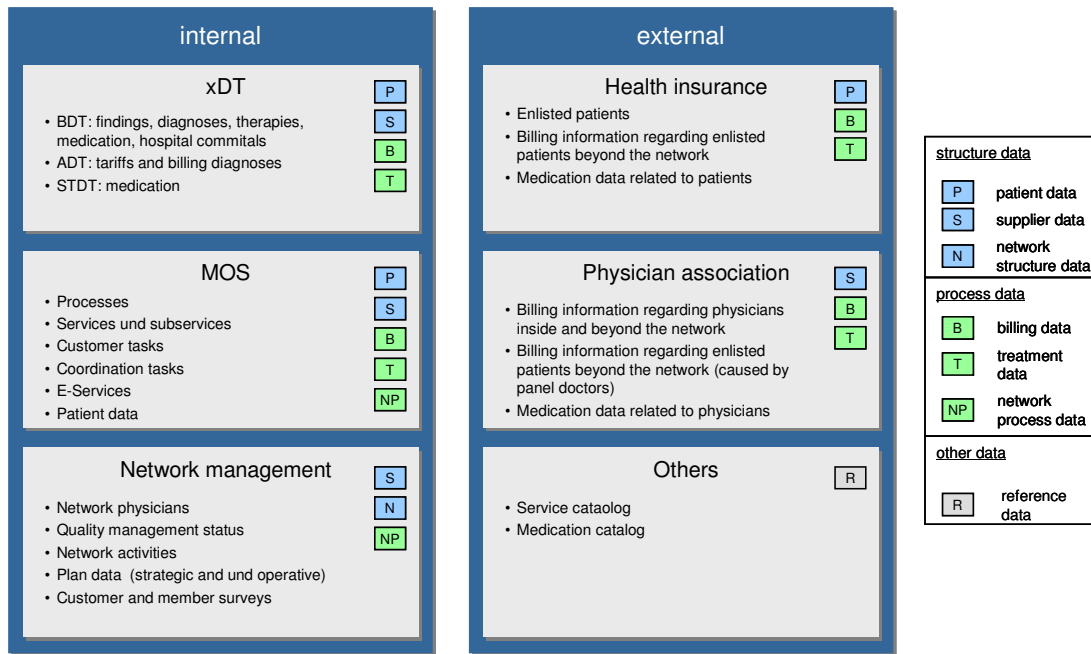 internal
xDT
P
• BDT: findings, diagnoses, therapies,
medication, hospital commitals
• ADT: tariffs and billing diagnoses
• STDT: medication
S
B
T
MOS
P
• Processes
• Services und subservices
• Customer tasks
• Coordination tasks
• E-Services
• Patient data
S
B
T
NP
Network management
S
• Network physicians
• Quality management status
• Network activities
• Plan data (strategic and und operative)
• Customer and member surveys
N
NP
external
Health insurance
P
• Enlisted patients
• Billing information regarding enlisted
patients beyond the network
• Medication data related to patients
B
T
Physician association
S
• Billing information regarding physicians
inside and beyond the network
• Billing information regarding enlisted
patients beyond the network (caused by
panel doctors)
• Medication data related to physicians
B
T
Others
R
• Service cataolog
• Medication catalog
structure data
P patient data
S supplier data
N network
structure data
process data
B billing data
T treatment
data
NP network
process data
other data
R reference
data